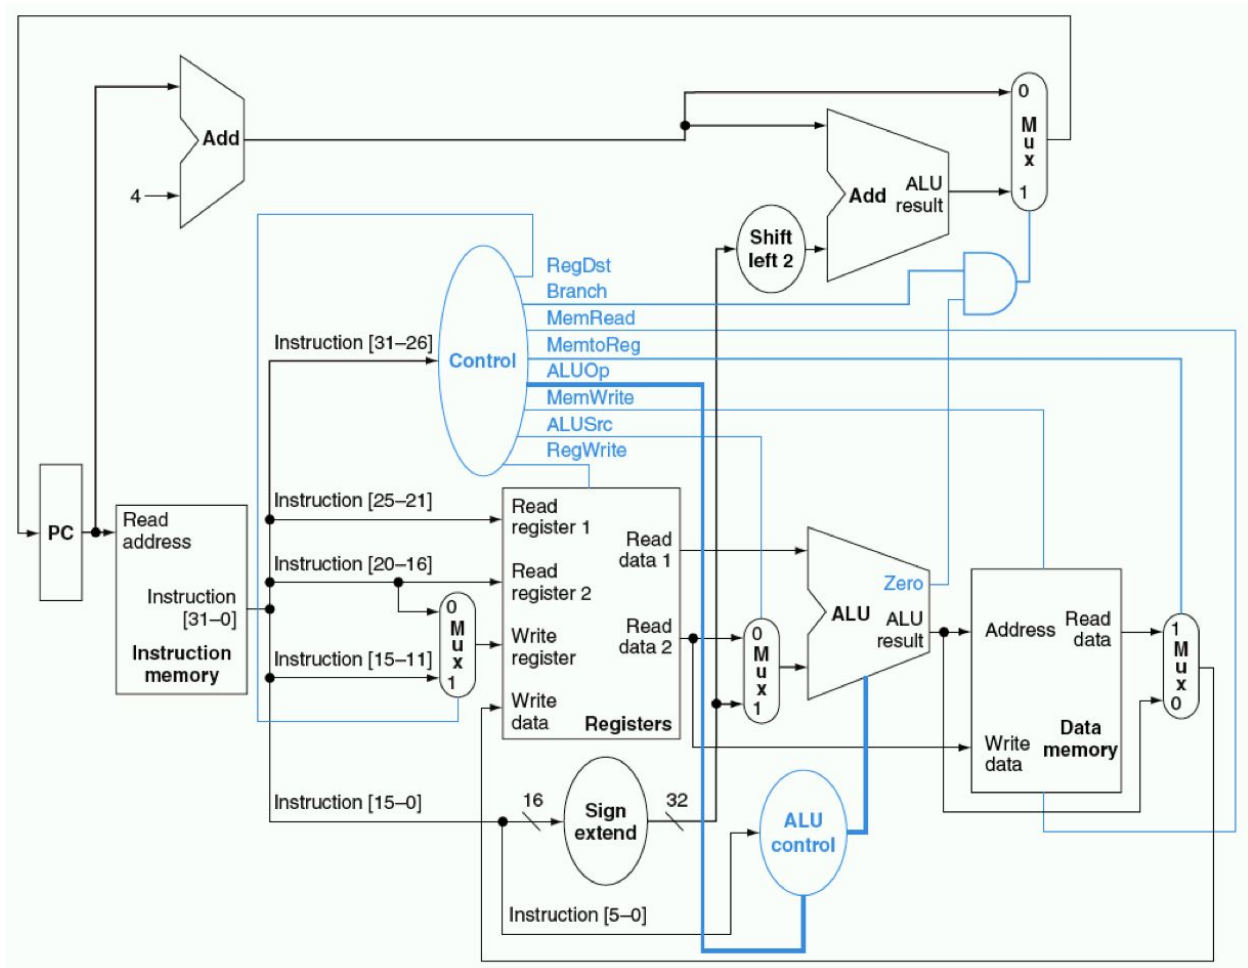 0
M
u
x
1
Add
4
Add
ALU
result
Shift
left 2
RegDst
Branch
MemRead
MemtoReg
ALUOp
MemWrite
ALUSrc
RegWrite
Instruction [31–26]
Control
PC
Read
address
Instruction
[31–0]
Instruction
memory
Instruction [25–21]
Instruction [20–16]
Instruction [15–11]
0
M
u
x
1
Read
register 1
Read
register 2
Write
register
Write
data
Read
data 1
Read
data 2
Registers
0
M
u
x
1
Zero
ALU
ALU
result
Address
Read
data
Write
data
Data
memory
1
M
u
x
0
Instruction [15–0]
16
Sign
extend
32
ALU
control
Instruction [5–0]